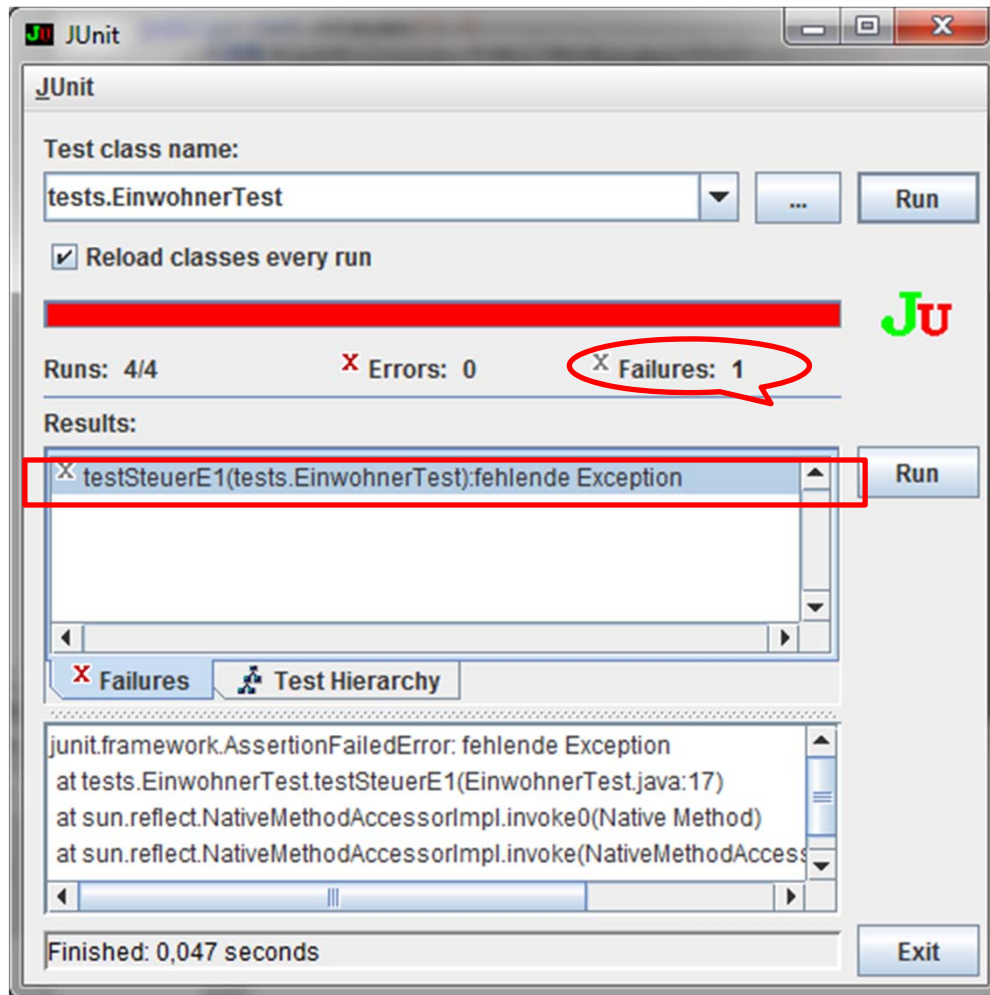 JU JUnit
JUnit
Test class name:
tests.EinwohnerTest
... Run
Reload classes every run
JU
Runs: 4/4 X Errors: 0 X Failures: 1
Results:
X testSteuerE1(tests.EinwohnerTest):fehlende Exception
Run
X Failures Test Hierarchy
junit.framework.AssertionFailedError: fehlende Exception
at tests.EinwohnerTest.testSteuerE1(EinwohnerTest.java:17)
at sun.reflect.NativeMethodAccessorImpl.invoke0(Native Method)
at sun.reflect.NativeMethodAccessorImpl.invoke(NativeMethodAccess
Finished: 0,047 seconds
Exit